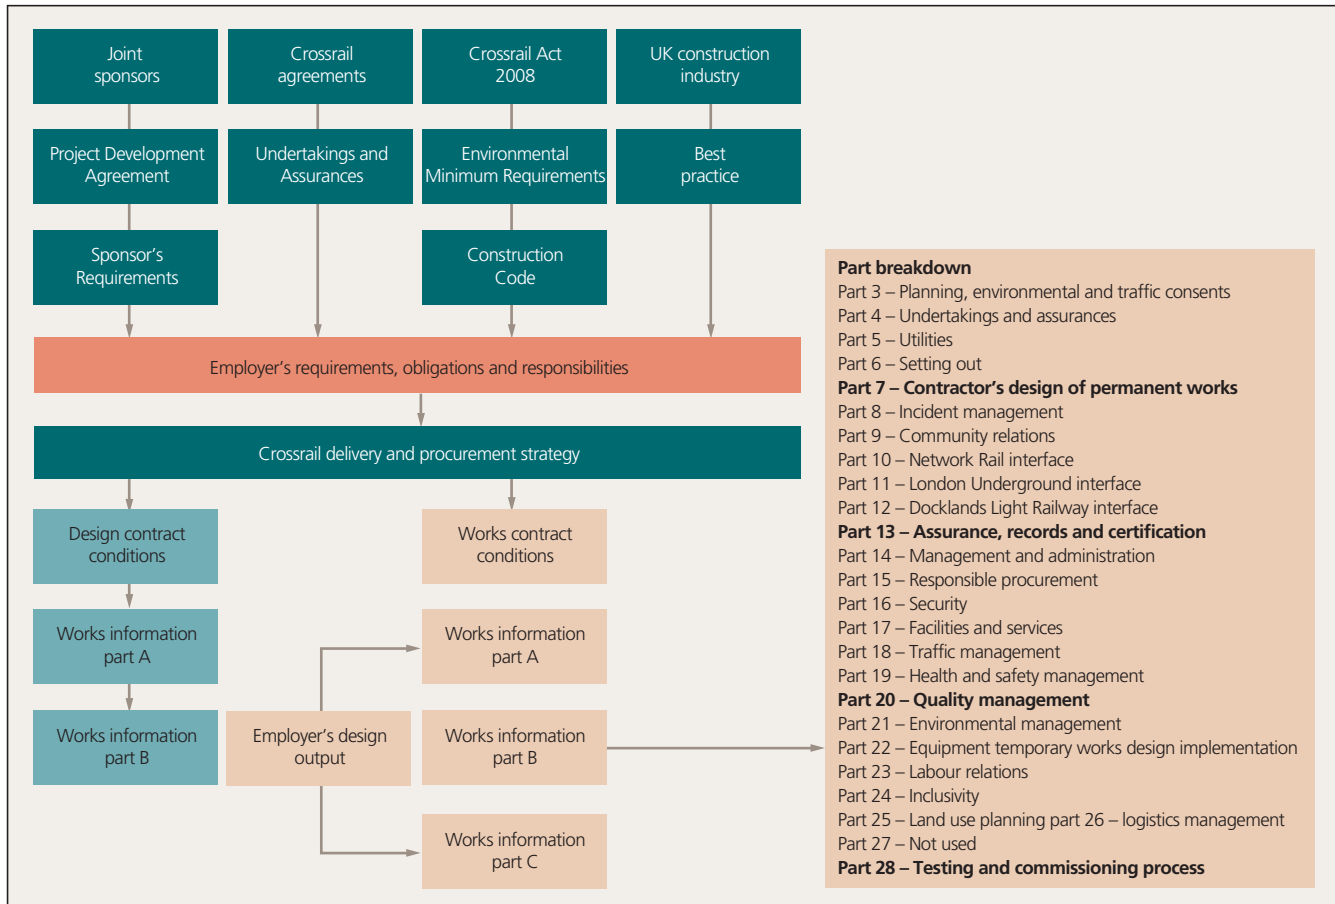 Joint
sponsors
Crossrail
agreements
Crossrail Act
2008
UK construction
industry
Project Development
Agreement
Undertakings and
Assurances
Environmental
Minimum Requirements
Best
practice
Sponsor's
Requirements
Construction
Code
Employer's requirements, obligations and responsibilities
Crossrail delivery and procurement strategy
Design contract
conditions
Works contract
conditions
Works information
part A
Works information
part A
Works information
part B
Employer's design
output
Works information
part B
Works information
part C
Part breakdown
Part 3 – Planning, environmental and traffic consents
Part 4 – Undertakings and assurances
Part 5 – Utilities
Part 6 – Setting out
Part 7 – Contractor's design of permanent works
Part 8 – Incident management
Part 9 – Community relations
Part 10 – Network Rail interface
Part 11 – London Underground interface
Part 12 – Docklands Light Railway interface
Part 13 – Assurance, records and certification
Part 14 – Management and administration
Part 15 – Responsible procurement
Part 16 – Security
Part 17 – Facilities and services
Part 18 – Traffic management
Part 19 – Health and safety management
Part 20 – Quality management
Part 21 – Environmental management
Part 22 – Equipment temporary works design implementation
Part 23 – Labour relations
Part 24 – Inclusivity
Part 25 – Land use planning part 26 – logistics management
Part 27 – Not used
Part 28 – Testing and commissioning process